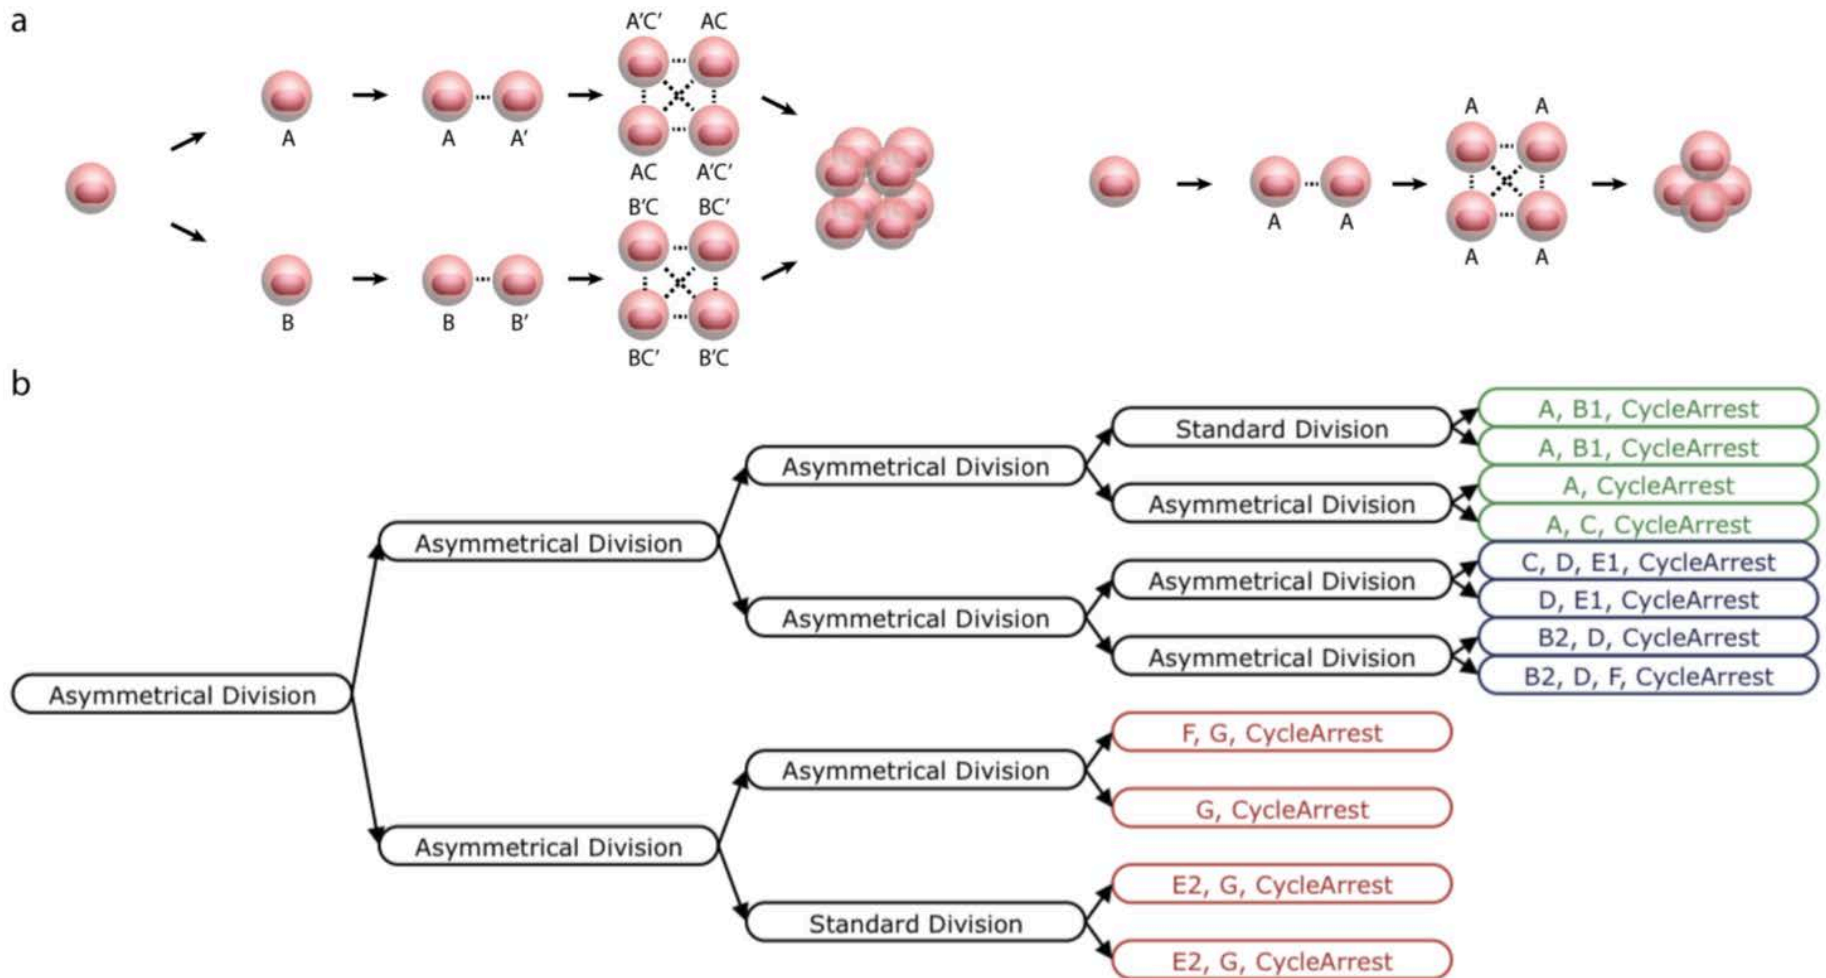 a
A'C' AC
A A A' A A
AC A'C' A A
B'C BC' A A
B B B'
BC' B'C
b
A, B1, CycleArrest
Standard Division
A, B1, CycleArrest
Asymmetrical Division
A, CycleArrest
Asymmetrical Division
A, C, CycleArrest
Asymmetrical Division
C, D, E1, CycleArrest
Asymmetrical Division
D, E1, CycleArrest
Asymmetrical Division
B2, D, CycleArrest
Asymmetrical Division
B2, D, F, CycleArrest
Asymmetrical Division
F, G, CycleArrest
Asymmetrical Division
G, CycleArrest
Asymmetrical Division
E2, G, CycleArrest
Standard Division
E2, G, CycleArrest